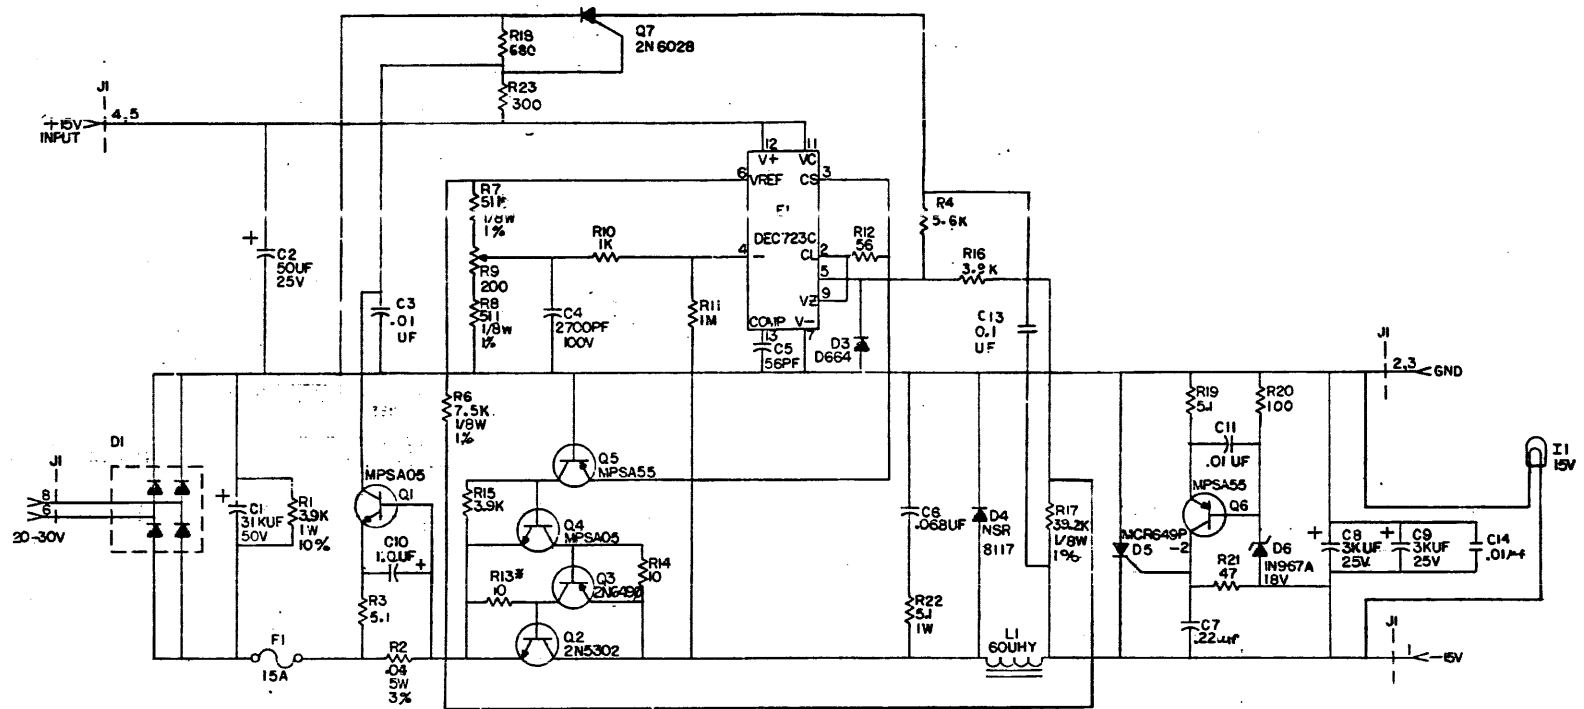 R18
680
Q7
2N 6028
R23
300
J1
4,5
+15V
INPUT
12
11
V+
VC
6
VREF
CS
3
R7
511
1/8W
1%
E1
R4
5.6K
+
C2
50UF
25V
R10
1K
4
-
DEC723C
CL
2
R12
56
5
R16
3.9K
R9
200
9
VZ
C3
.01
UF
R8
511
1/8W
1%
C4
2700PF
100V
R11
1M
COMP
V-
13
7
C5
56PF
D3
D664
C13
0.1
UF
J1
2,3
GND
R6
7.5K
1/8W
1%
R19
5.1
R20
100
C11
.01 UF
D1
J1
8
6
20-30V
MPSA05
Q1
Q5
MPSA55
I1
15V
MPSA55
Q6
+
C1
31KUF
50V
R1
3.9K
1W
10%
R15
3.9K
Q4
MPSA05
C6
.068UF
D4
NSR
8117
R17
39.2K
1/8W
1%
MCR649P
-2
D5
C10
1.0UF
+
R13*
10
Q3
R14
10
R21
47
D6
1N967A
18V
+
C8
3KUF
25V
+
C9
3KUF
25V
C14
.01µf
R3
5.1
R22
5.1
1W
C7
.22µf
F1
15A
R2
.04
5W
3%
Q2
2N5302
L1
60UHY
J1
1
-15V